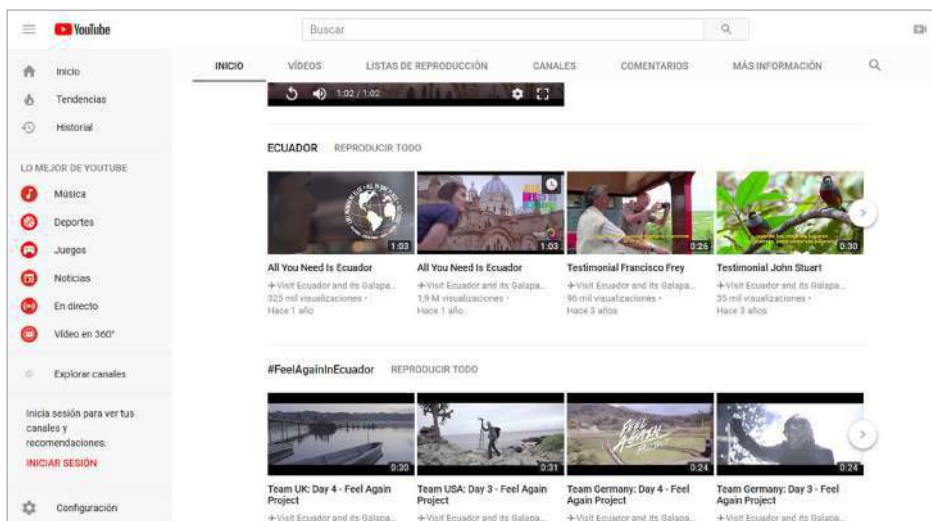 YouTube
Buscar
INICIO VÍDEOS LISTAS DE REPRODUCCIÓN CANALES COMENTARIOS MÁS INFORMACIÓN
Inicio
Tendencias
Historial
LO MEJOR DE YOUTUBE
Música
Deportes
Juegos
Noticias
En directo
Vídeo en 360°
Explorar canales
Inicia sesión para ver tus
canales y
recomendaciones.
INICIAR SESIÓN
Configuración
1:02 / 1:02
ECUADOR REPRODUCIR TODO
1:03
1:03
0:26
0:30
All You Need Is Ecuador
Visit Ecuador and its Galapa...
325 mil visualizaciones •
Hace 1 año
All You Need Is Ecuador
Visit Ecuador and its Galapa...
1,9 M visualizaciones •
Hace 1 año
Testimonial Francisco Frey
Visit Ecuador and its Galapa...
96 mil visualizaciones •
Hace 3 años
Testimonial John Stuart
Visit Ecuador and its Galapa...
35 mil visualizaciones •
Hace 3 años
#FeelAgainInEcuador REPRODUCIR TODO
0:30
0:31
FEEL
AGAIN
PROJECT
0:24
0:24
Team UK: Day 4 - Feel Again
Project
Visit Ecuador and its Galapa...
Team USA: Day 3 - Feel Again
Project
Visit Ecuador and its Galapa...
Team Germany: Day 4 - Feel
Again Project
Visit Ecuador and its Galapa...
Team Germany: Day 3 - Feel
Again Project
Visit Ecuador and its Galapa...